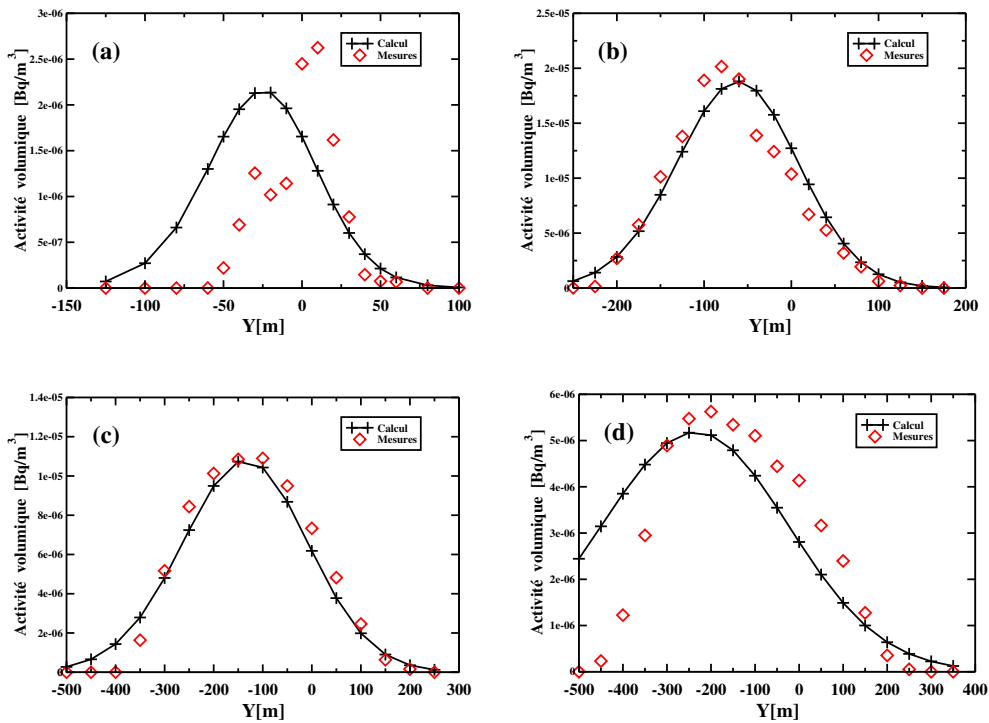 3e-06
2.5e-06
2e-06
1.5e-06
1e-06
5e-07
0
Activité volumique [Bq/m³]
(a)
Calcul
Mesures
-150 -100 -50 0 50 100
Y[m]
2.5e-05
2e-05
1.5e-05
1e-05
5e-06
0
Activité volumique [Bq/m³]
(b)
Calcul
Mesures
-200 -100 0 100 200
Y[m]
1.4e-05
1.2e-05
1e-05
8e-06
6e-06
4e-06
2e-06
0
Activité volumique [Bq/m³]
(c)
Calcul
Mesures
-500 -400 -300 -200 -100 0 100 200 300
Y[m]
6e-06
5e-06
4e-06
3e-06
2e-06
1e-06
0
Activité volumique [Bq/m³]
(d)
Calcul
Mesures
-500 -400 -300 -200 -100 0 100 200 300 400
Y[m]